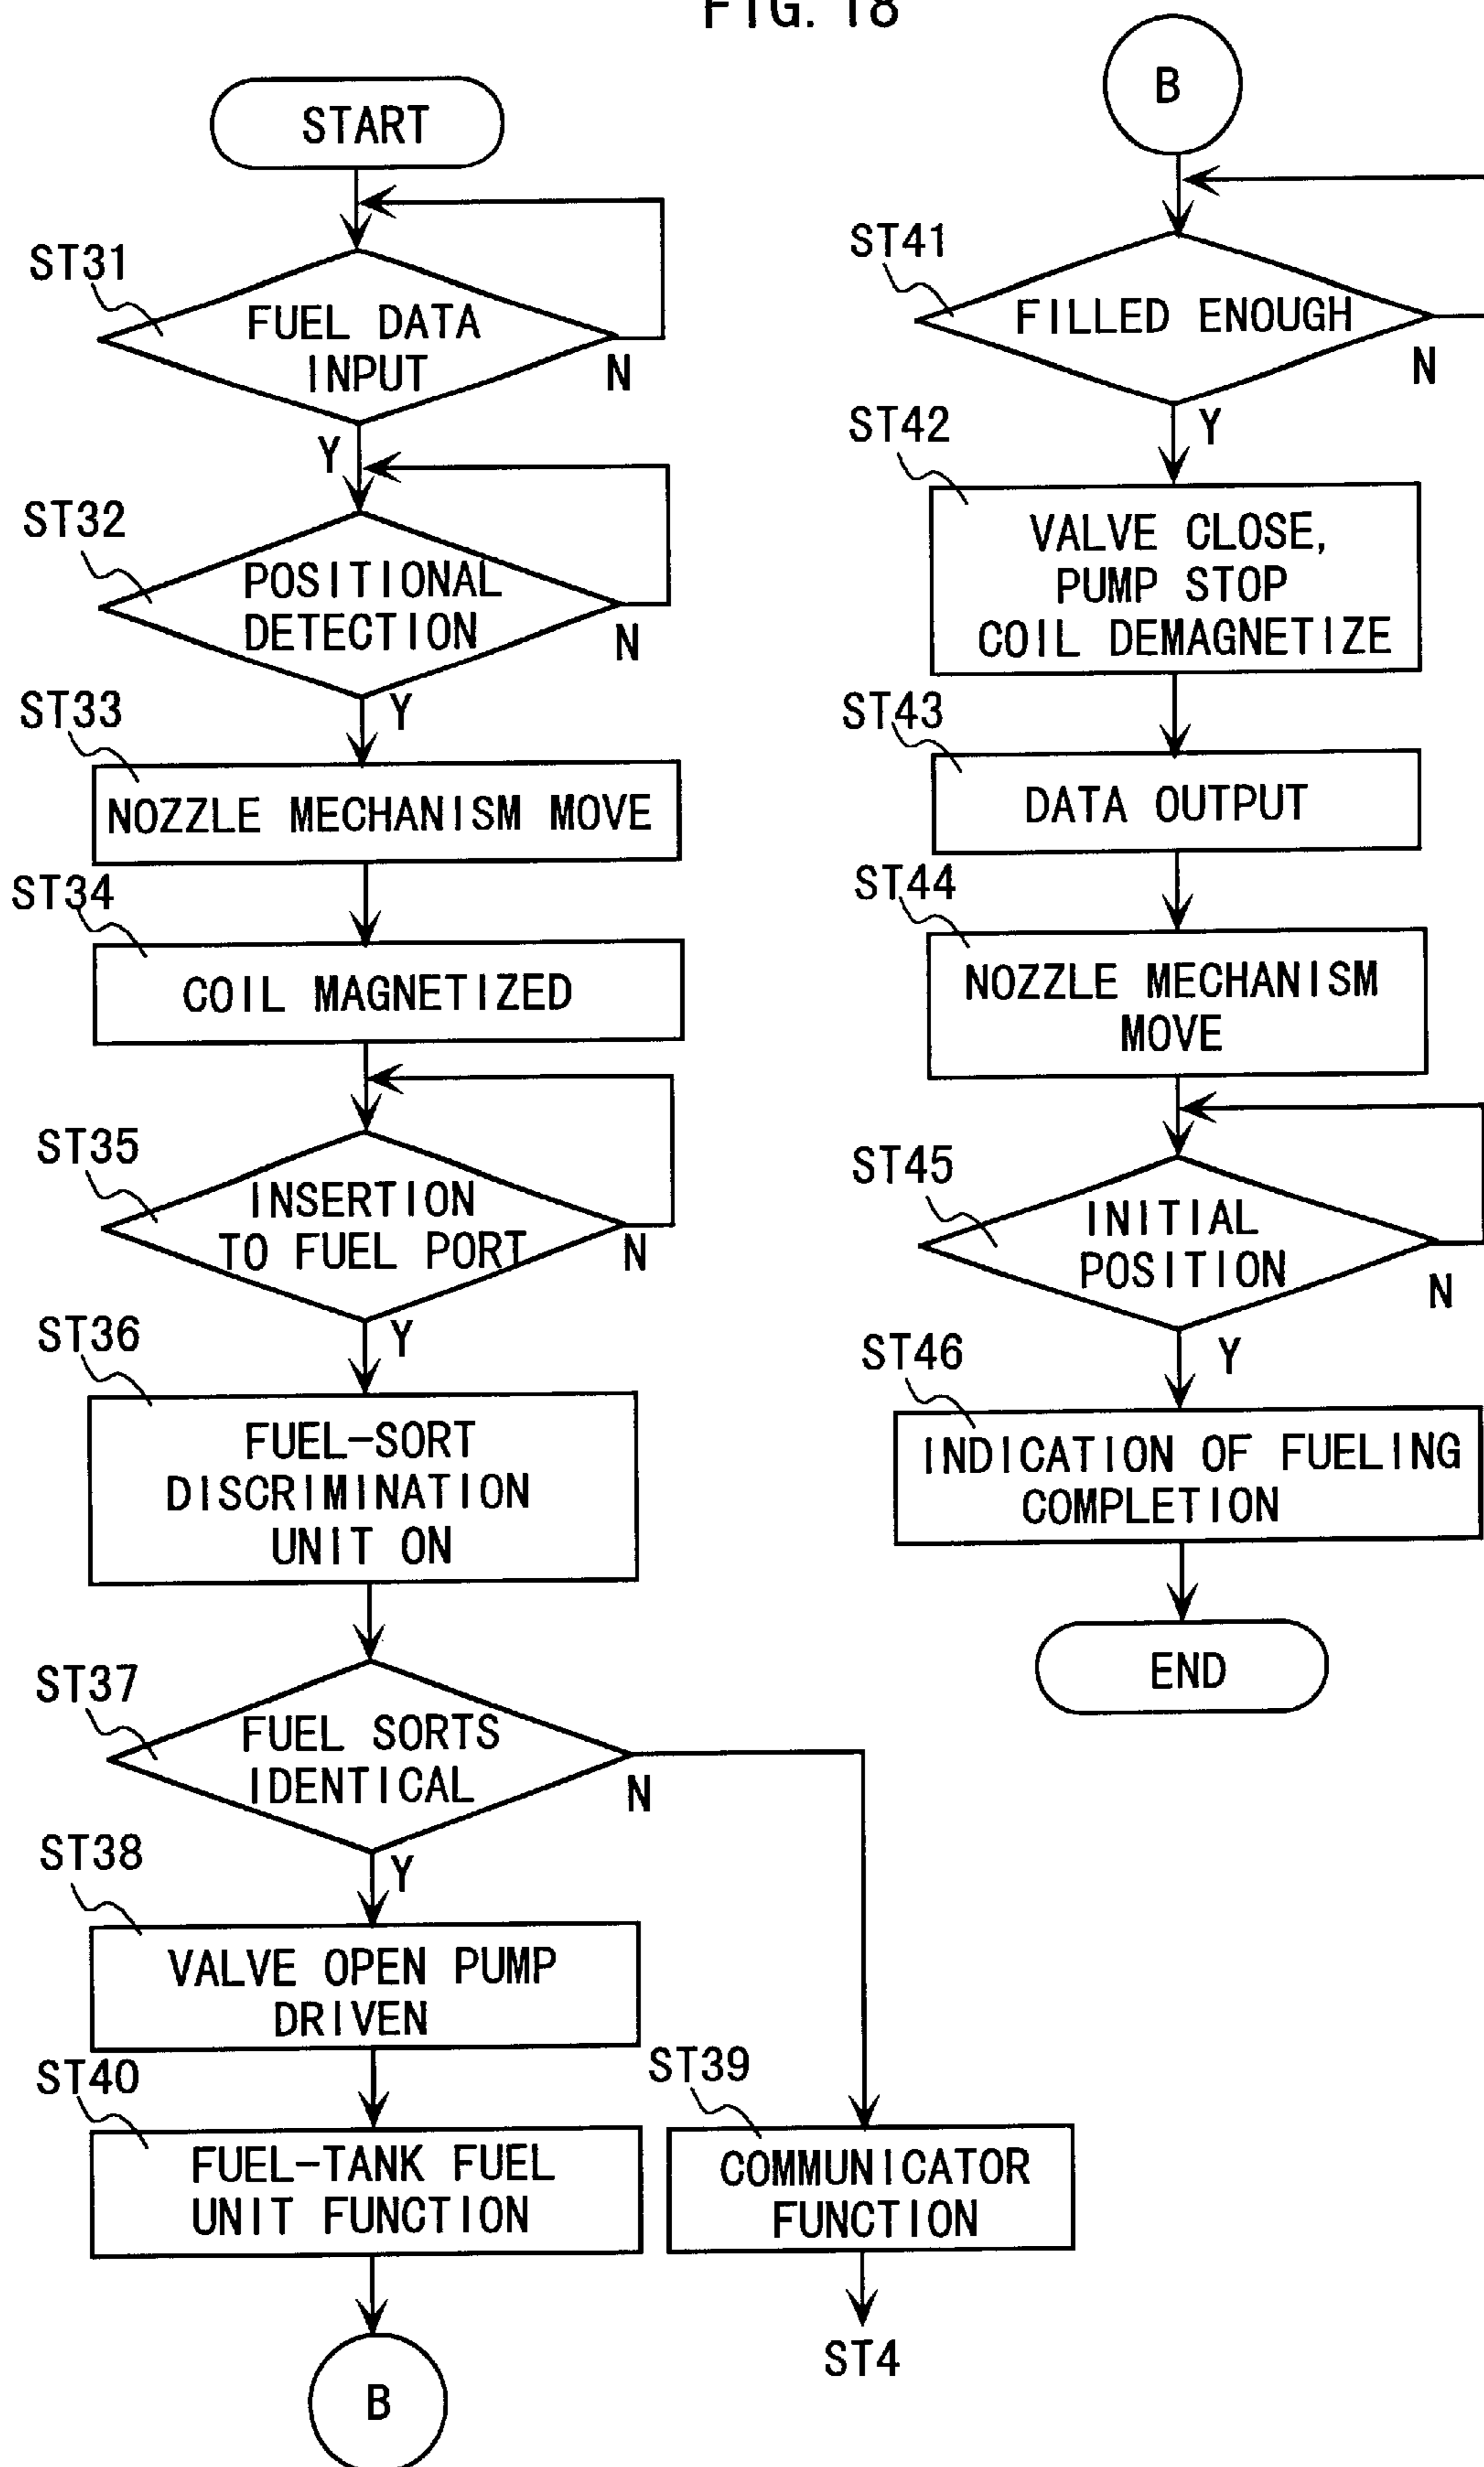 FIG. 18
START
ST31
FUEL DATA
INPUT
N
Y
ST32
POSITIONAL
DETECTION
N
Y
ST33
NOZZLE MECHANISM MOVE
ST34
COIL MAGNETIZED
ST35
INSERTION
TO FUEL PORT
N
Y
ST36
FUEL-SORT
DISCRIMINATION
UNIT ON
ST37
FUEL SORTS
IDENTICAL
N
Y
ST38
VALVE OPEN PUMP
DRIVEN
ST40
FUEL-TANK FUEL
UNIT FUNCTION
B
ST39
COMMUNICATOR
FUNCTION
ST4
B
ST41
FILLED ENOUGH
N
Y
ST42
VALVE CLOSE,
PUMP STOP
COIL DEMAGNETIZE
ST43
DATA OUTPUT
ST44
NOZZLE MECHANISM
MOVE
ST45
INITIAL
POSITION
N
Y
ST46
INDICATION OF FUELING
COMPLETION
END